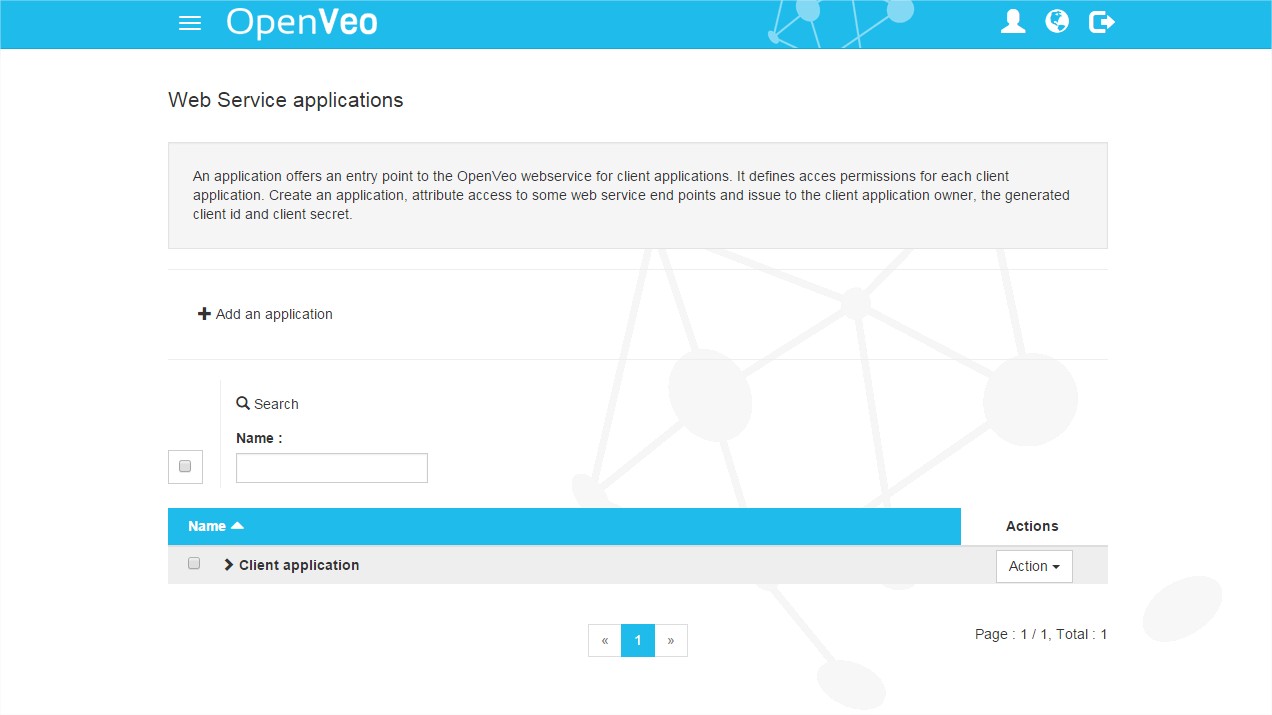 OpenVeo
Web Service applications
An application offers an entry point to the OpenVeo webservice for client applications. It defines acces permissions for each client
application. Create an application, attribute access to some web service end points and issue to the client application owner, the generated
client id and client secret.
Add an application
Search
Name :
Name
Actions
Client application
Action
« 1 »
Page : 1 / 1, Total : 1